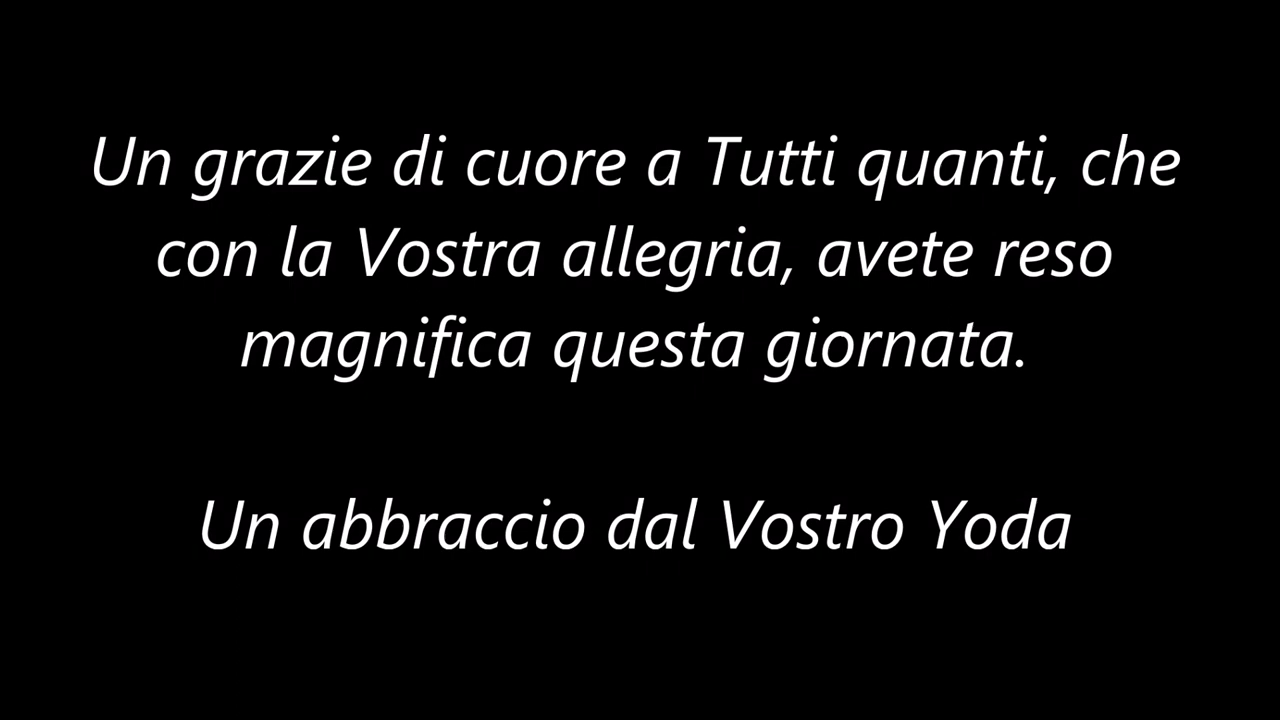 Un grazie di cuore a Tutti quanti, che
con la Vostra allegria, avete reso
magnifica questa giornata.
Un abbraccio dal Vostro Yoda